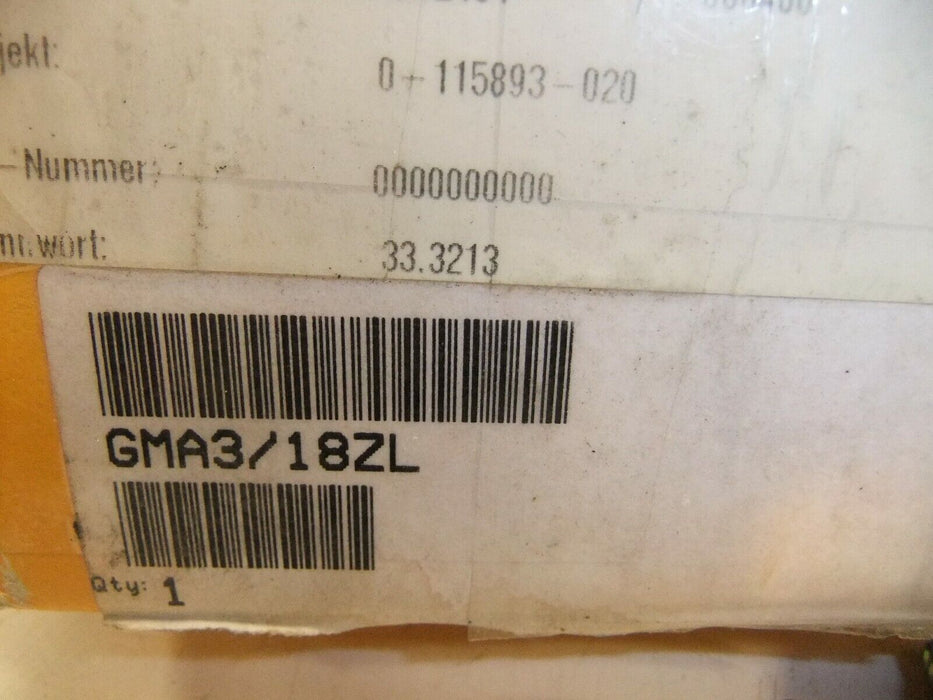 jekt: 0-115893-020
-Nummer: 0000000000
nr.wort: 33.3213
GMA3/18ZL
Qty: 1